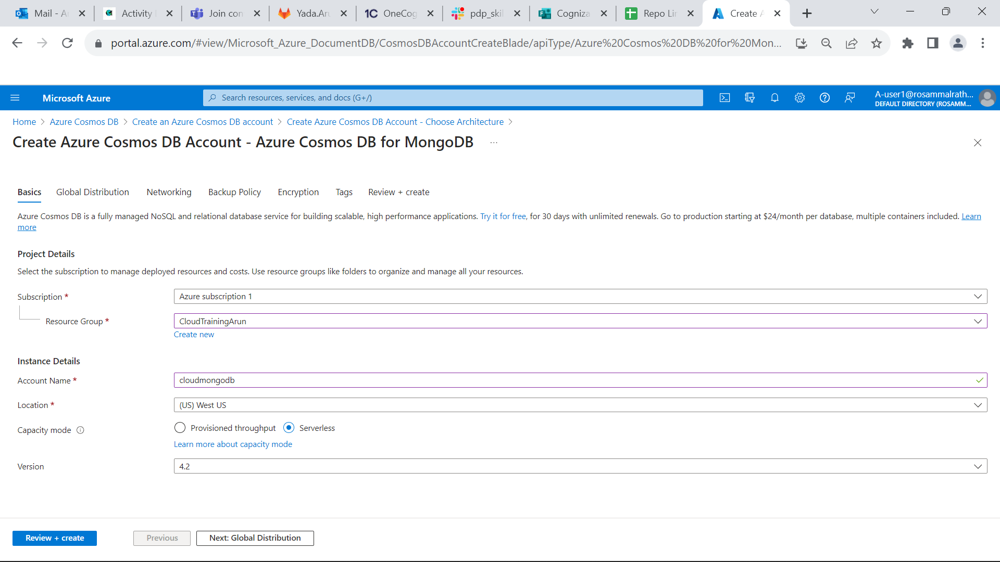 Mail - A
Activity
Join con
Yada.Aru
OneCog
pdp_skil
Cogniza
Repo Lin
Create A
portal.azure.com/#view/Microsoft_Azure_DocumentDB/CosmosDBAccountCreateBlade/apiType/Azure%20Cosmos%20DB%20for%20Mon...
Microsoft Azure
Search resources, services, and docs (G+/)
A-user1@rosammalrath...
DEFAULT DIRECTORY (ROSAMM...
Home > Azure Cosmos DB > Create an Azure Cosmos DB account > Create Azure Cosmos DB Account - Choose Architecture >
Create Azure Cosmos DB Account - Azure Cosmos DB for MongoDB ...
Basics Global Distribution Networking Backup Policy Encryption Tags Review + create
Azure Cosmos DB is a fully managed NoSQL and relational database service for building scalable, high performance applications. Try it for free, for 30 days with unlimited renewals. Go to production starting at $24/month per database, multiple containers included. Learn
more
Project Details
Select the subscription to manage deployed resources and costs. Use resource groups like folders to organize and manage all your resources.
Subscription * Azure subscription 1
Resource Group * CloudTrainingArun
Create new
Instance Details
Account Name * cloudmongodb
Location * (US) West US
Capacity mode Provisioned throughput Serverless
Learn more about capacity mode
Version 4.2
Review + create Previous Next: Global Distribution